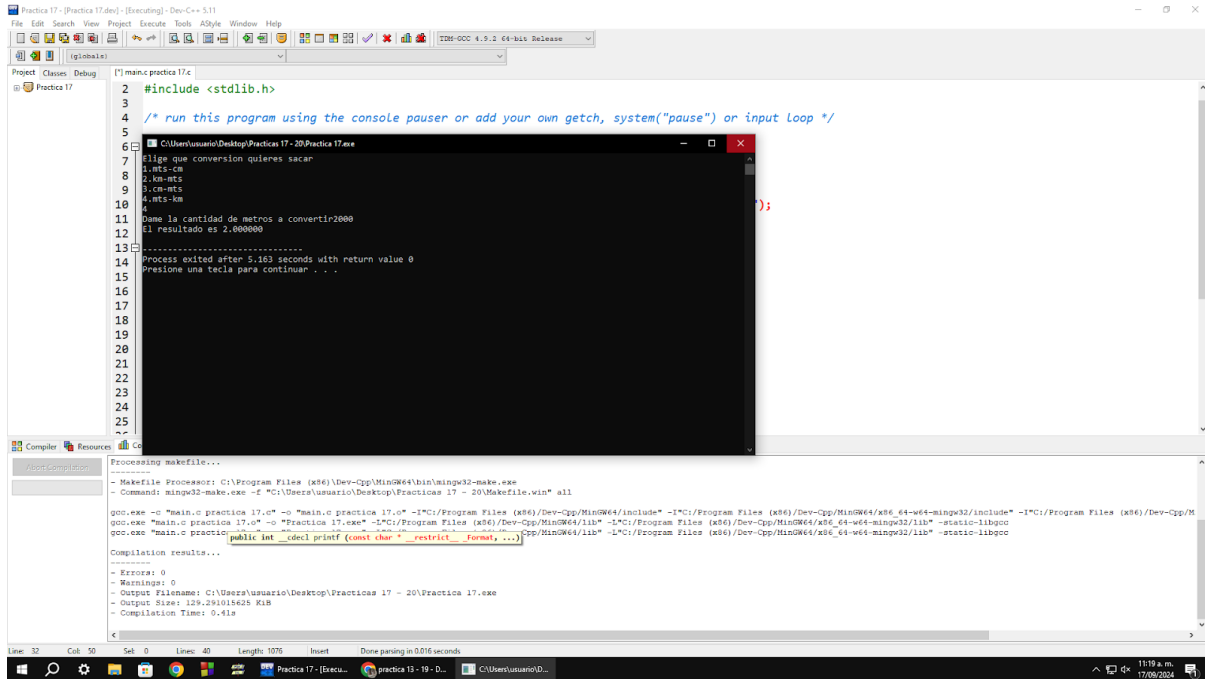 Practica 17 - [Practica 17.dev] - [Executing] - Dev-C++ 5.11
File Edit Search View Project Execute Tools AStyle Window Help
TDM-GCC 4.9.2 64-bit Release
(globals)
Project Classes Debug
[*] main.c practica 17.c
Practica 17
2 #include <stdlib.h>
3
4 /* run this program using the console pauser or add your own getch, system("pause") or input loop */
5
6
7
8
9
10 ");
11
12
13
14
15
16
17
18
19
20
21
22
23
24
25
C:\Users\usuario\Desktop\Practicas 17 - 20\Practica 17.exe
Elige que conversion quieres sacar
1.mts-cm
2.km-mts
3.cm-mts
4.mts-km
4
Dame la cantidad de metros a convertir2000
El resultado es 2.000000
--------------------------------
Process exited after 5.163 seconds with return value 0
Presione una tecla para continuar . . .
Compiler Resources Co
Abort Compilation
Processing makefile...
--------
- Makefile Processor: C:\Program Files (x86)\Dev-Cpp\MinGW64\bin\mingw32-make.exe
- Command: mingw32-make.exe -f "C:\Users\usuario\Desktop\Practicas 17 - 20\Makefile.win" all
gcc.exe -c "main.c practica 17.c" -o "main.c practica 17.o" -I"C:/Program Files (x86)/Dev-Cpp/MinGW64/include" -I"C:/Program Files (x86)/Dev-Cpp/MinGW64/x86_64-w64-mingw32/include" -I"C:/Program Files (x86)/Dev-Cpp/M
gcc.exe "main.c practica 17.o" -o "Practica 17.exe" -L"C:/Program Files (x86)/Dev-Cpp/MinGW64/lib" -L"C:/Program Files (x86)/Dev-Cpp/MinGW64/x86_64-w64-mingw32/lib" -static-libgcc
gcc.exe "main.c practic Cpp/MinGW64/lib" -L"C:/Program Files (x86)/Dev-Cpp/MinGW64/x86_64-w64-mingw32/lib" -static-libgcc
public int __cdecl printf (const char * __restrict__ _Format, ...)
Compilation results...
--------
- Errors: 0
- Warnings: 0
- Output Filename: C:\Users\usuario\Desktop\Practicas 17 - 20\Practica 17.exe
- Output Size: 129.291015625 KiB
- Compilation Time: 0.41s
Line: 32 Col: 50 Sel: 0 Lines: 40 Length: 1076 Insert Done parsing in 0.016 seconds
Practica 17 - [Execu... practica 13 - 19 - D... C:\Users\usuario\D...
11:19 a. m.
17/09/2024